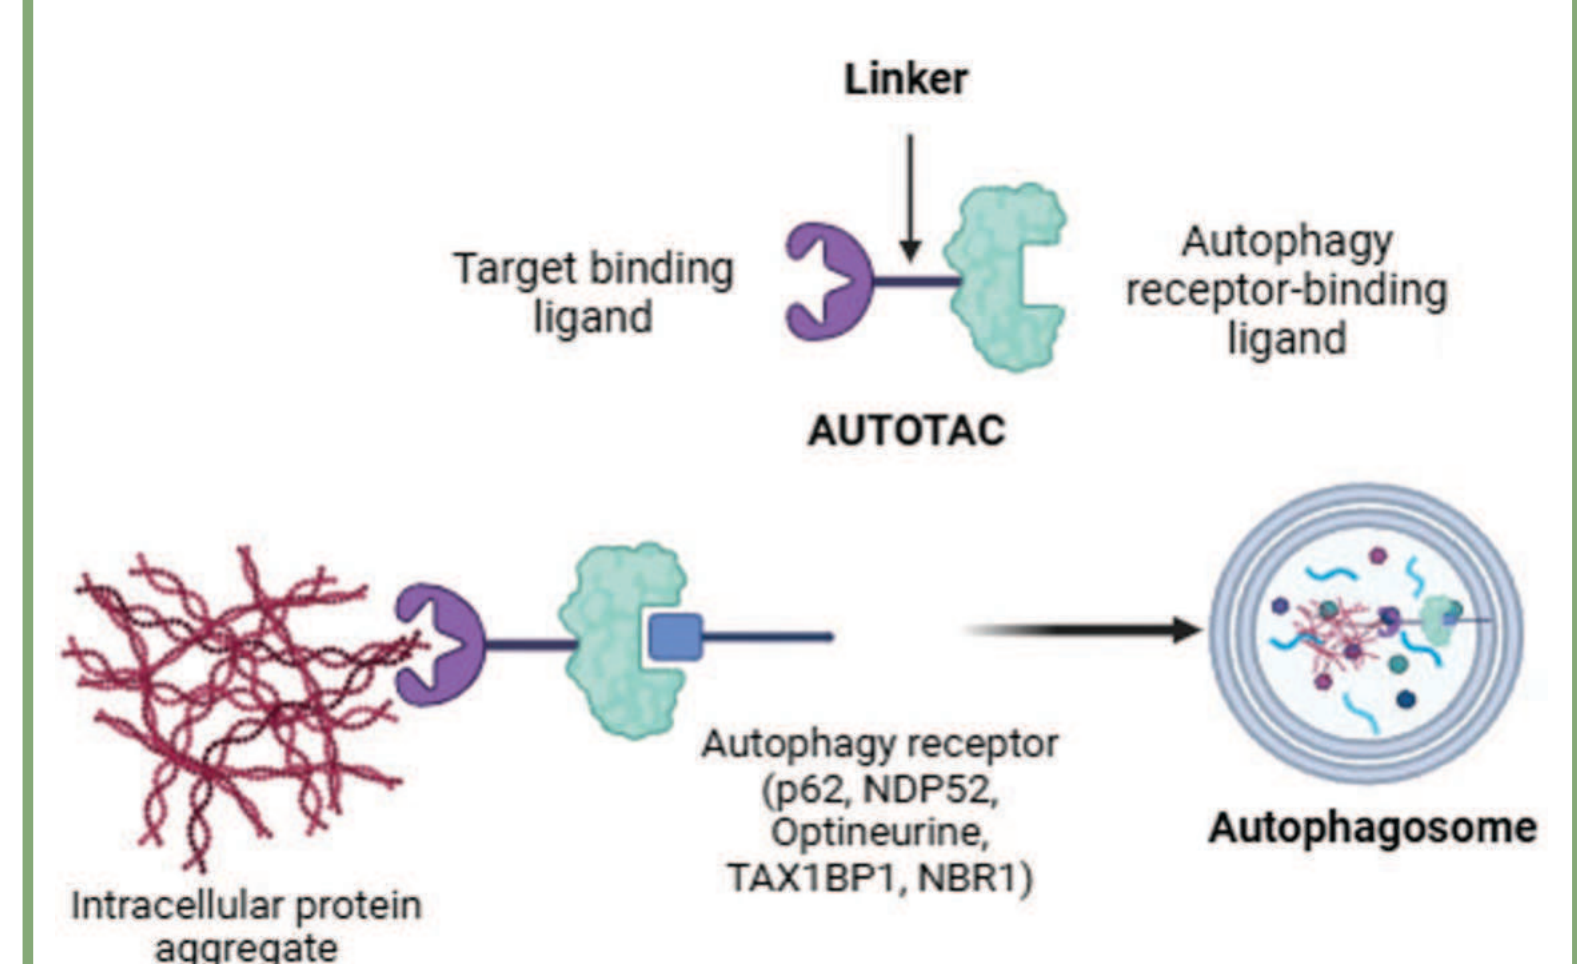 Linker
Target binding
ligand
Autophagy
receptor-binding
ligand
AUTOTAC
Autophagy receptor
(p62, NDP52,
Optineurine,
TAX1BP1, NBR1)
Autophagosome
Intracellular protein
aggregate